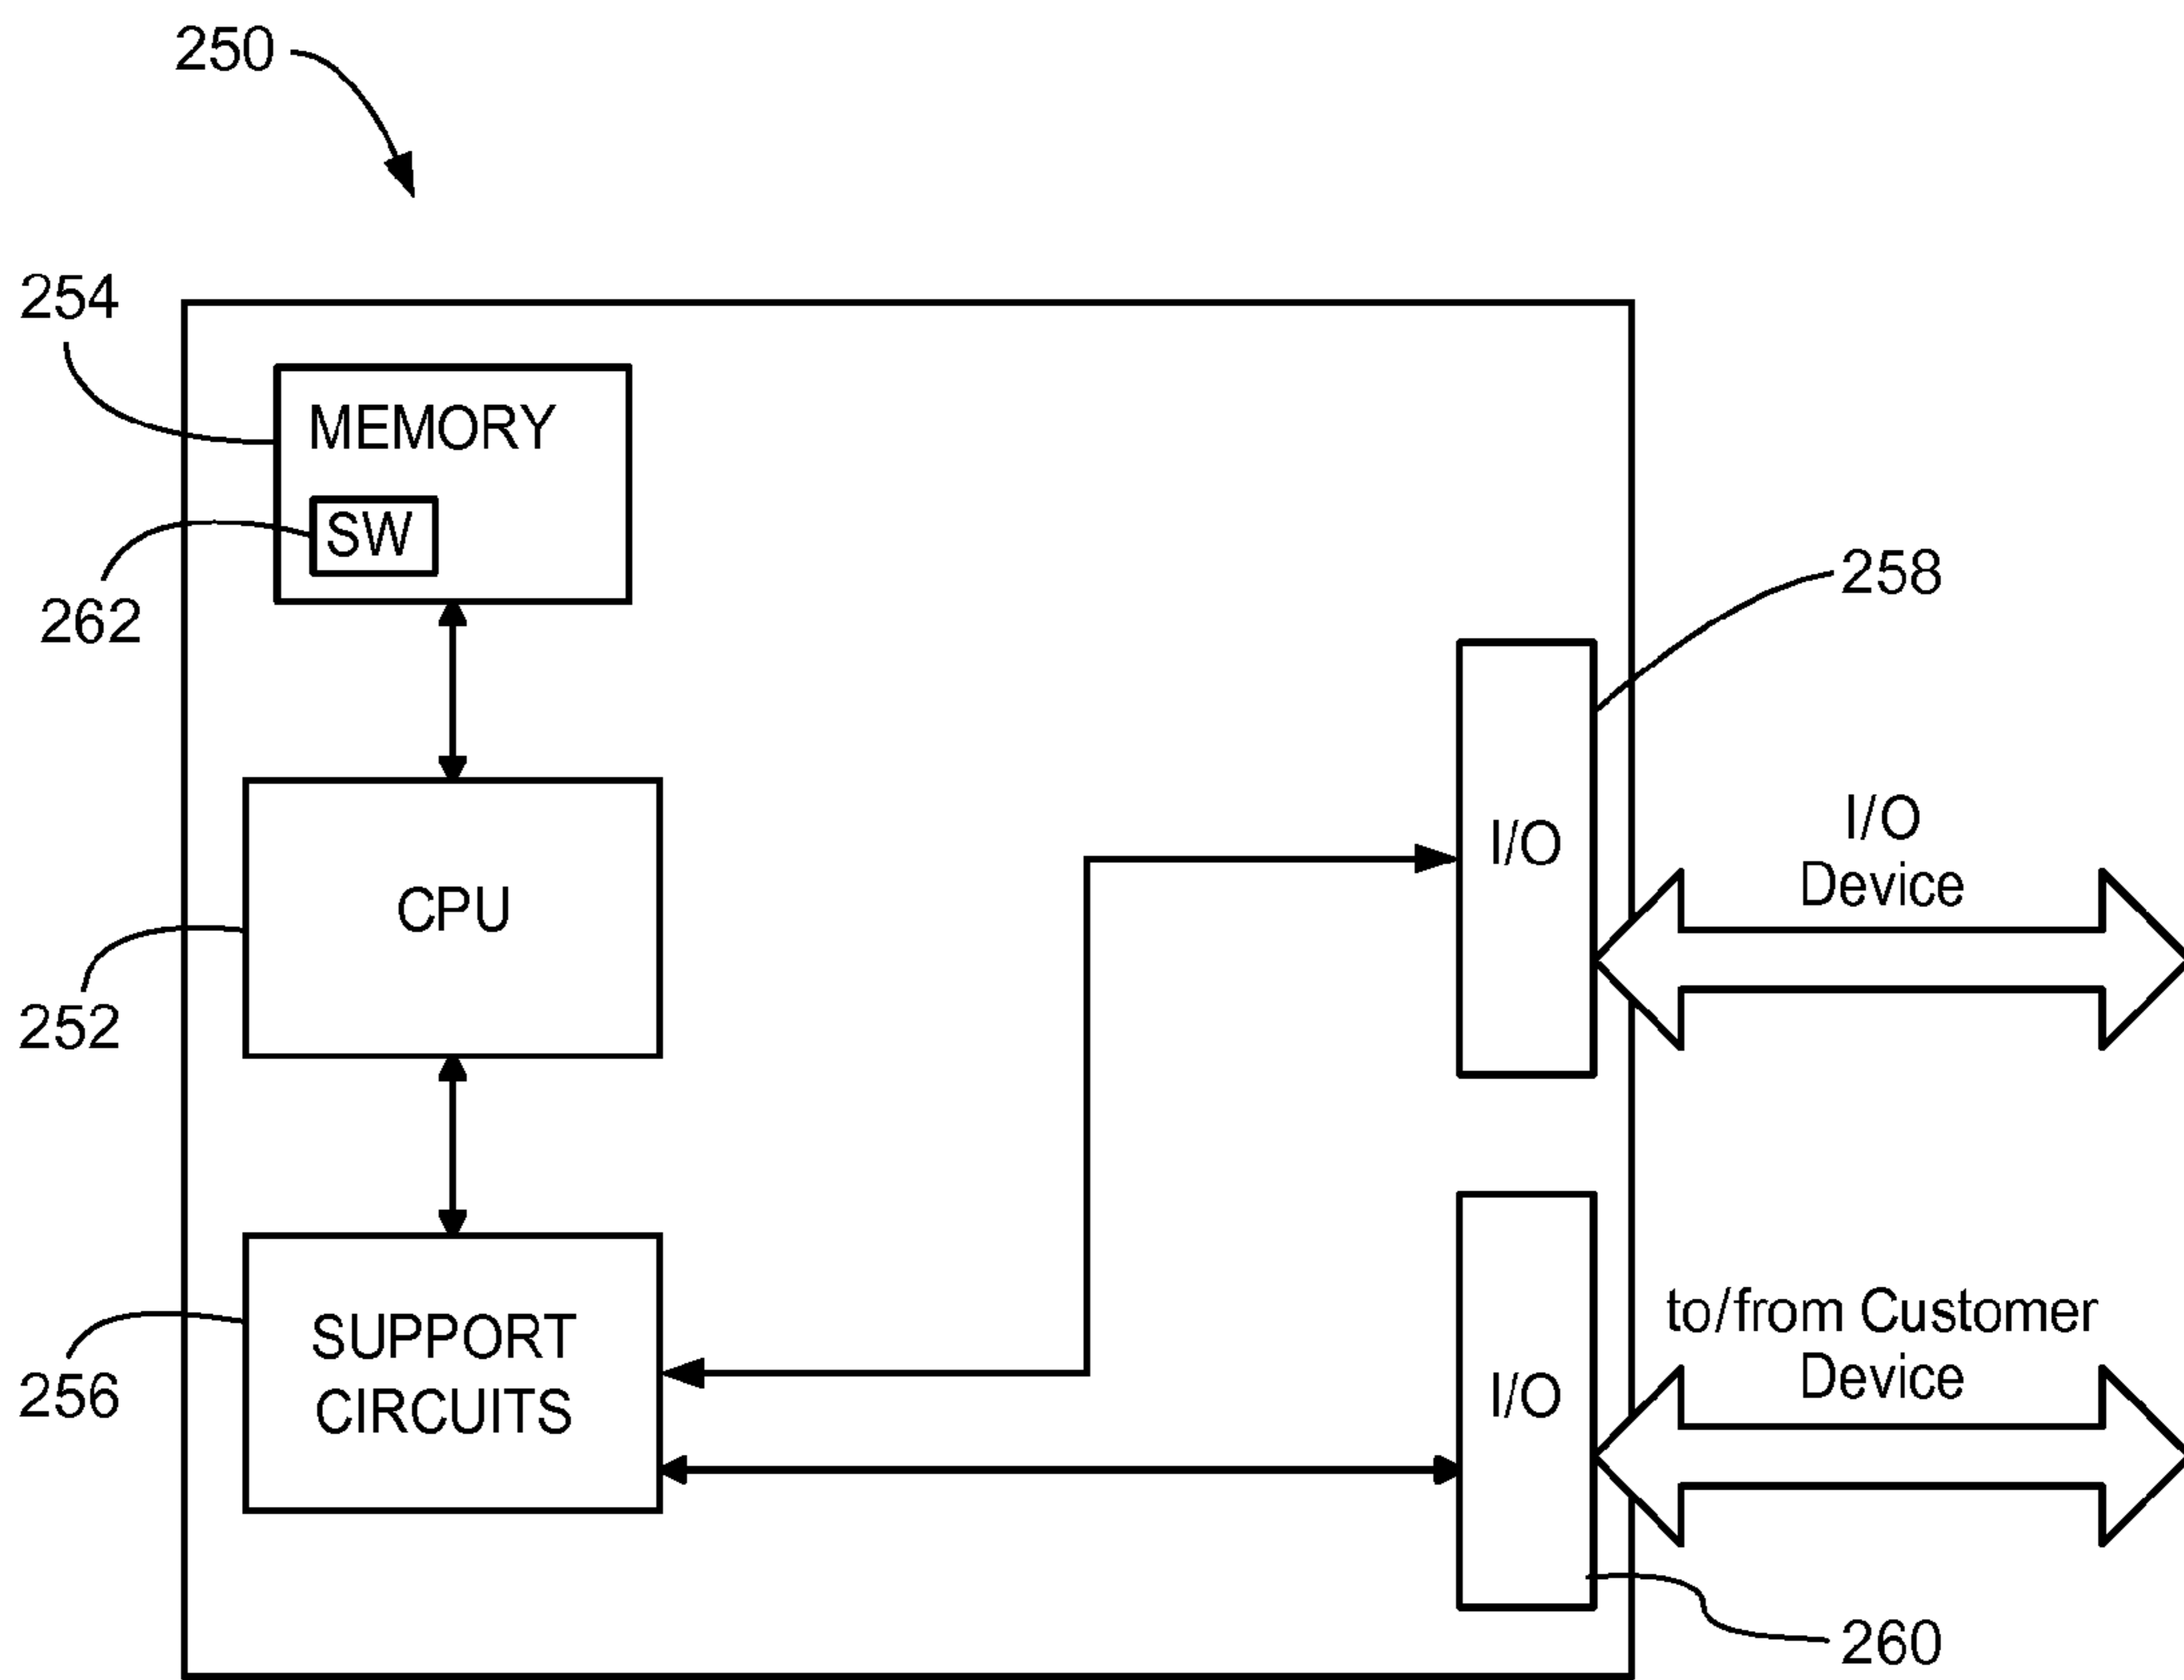 250
254
MEMORY
SW
262
258
I/O
I/O
Device
CPU
252
SUPPORT
CIRCUITS
256
I/O
to/from Customer
Device
260